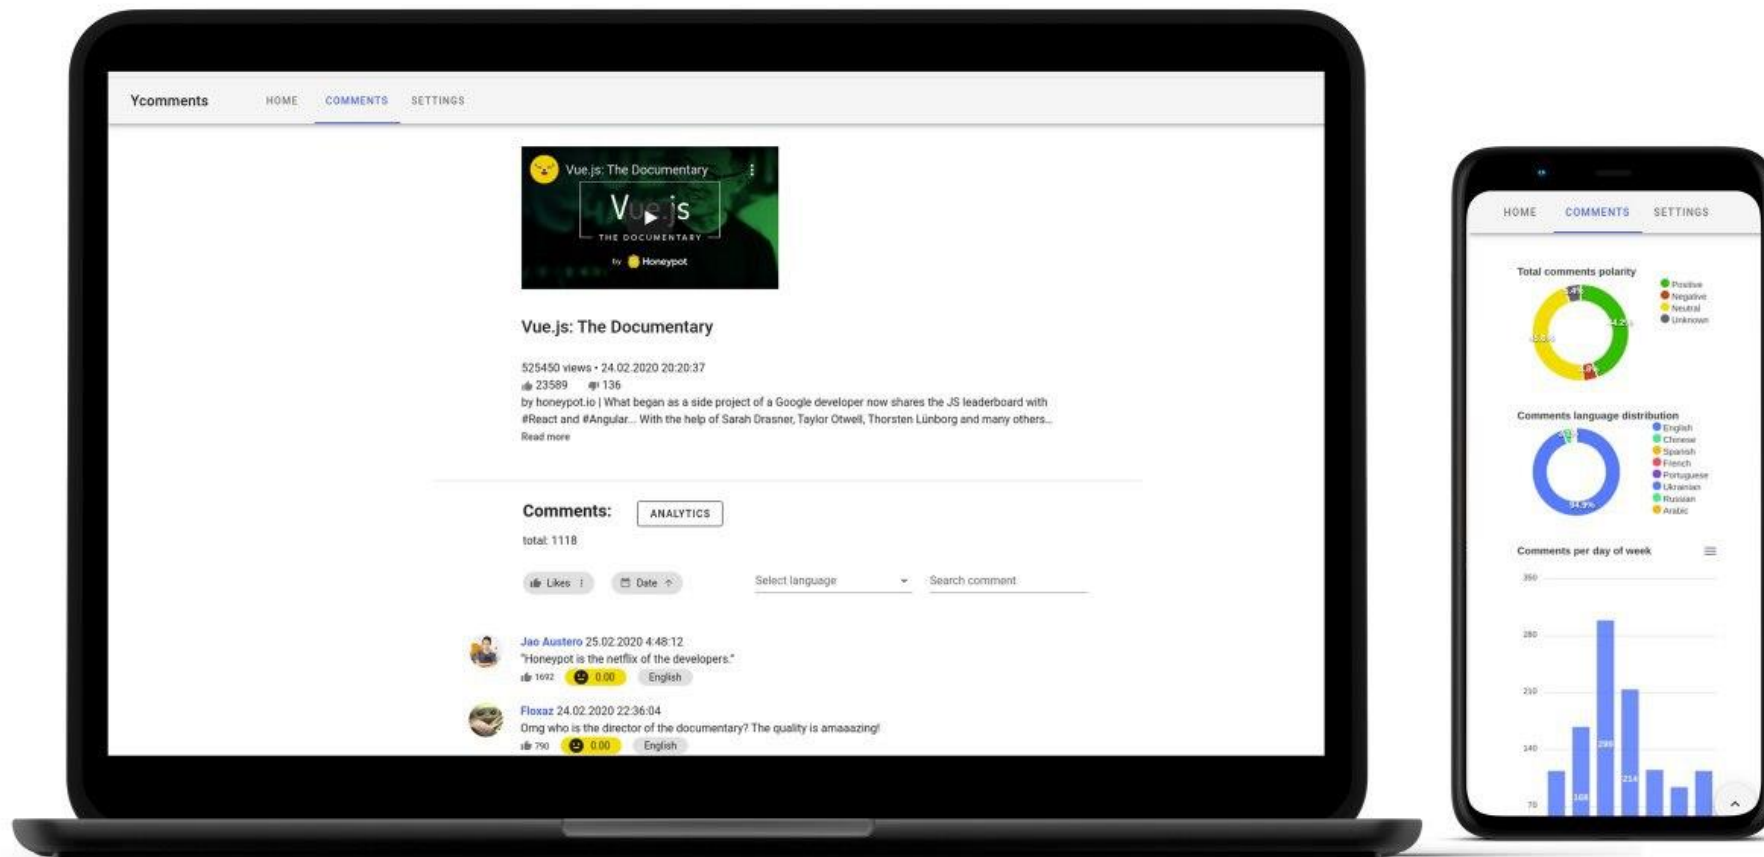 Ycomments HOME COMMENTS SETTINGS
Vue.js: The Documentary
Vue.js
THE DOCUMENTARY
by Honeypot
Vue.js: The Documentary
525450 views • 24.02.2020 20:20:37
23589 136
by honeypot.io | What began as a side project of a Google developer now shares the JS leaderboard with
#React and #Angular... With the help of Sarah Drasner, Taylor Otwell, Thorsten Lünborg and many others...
Read more
Comments: ANALYTICS
total: 1118
Likes Date Select language Search comment
Jao Austero 25.02.2020 4:48:12
"Honeypot is the netflix of the developers."
1692 0.00 English
Floxaz 24.02.2020 22:36:04
Omg who is the director of the documentary? The quality is amaaazing!
790 0.00 English
HOME COMMENTS SETTINGS
Total comments polarity
Positive
Negative
Neutral
Unknown
44.2%
Comments language distribution
English
Chinese
Spanish
French
Portuguese
Ukrainian
Russian
Arabic
94.9%
Comments per day of week
350
280
210
140
70
168
214